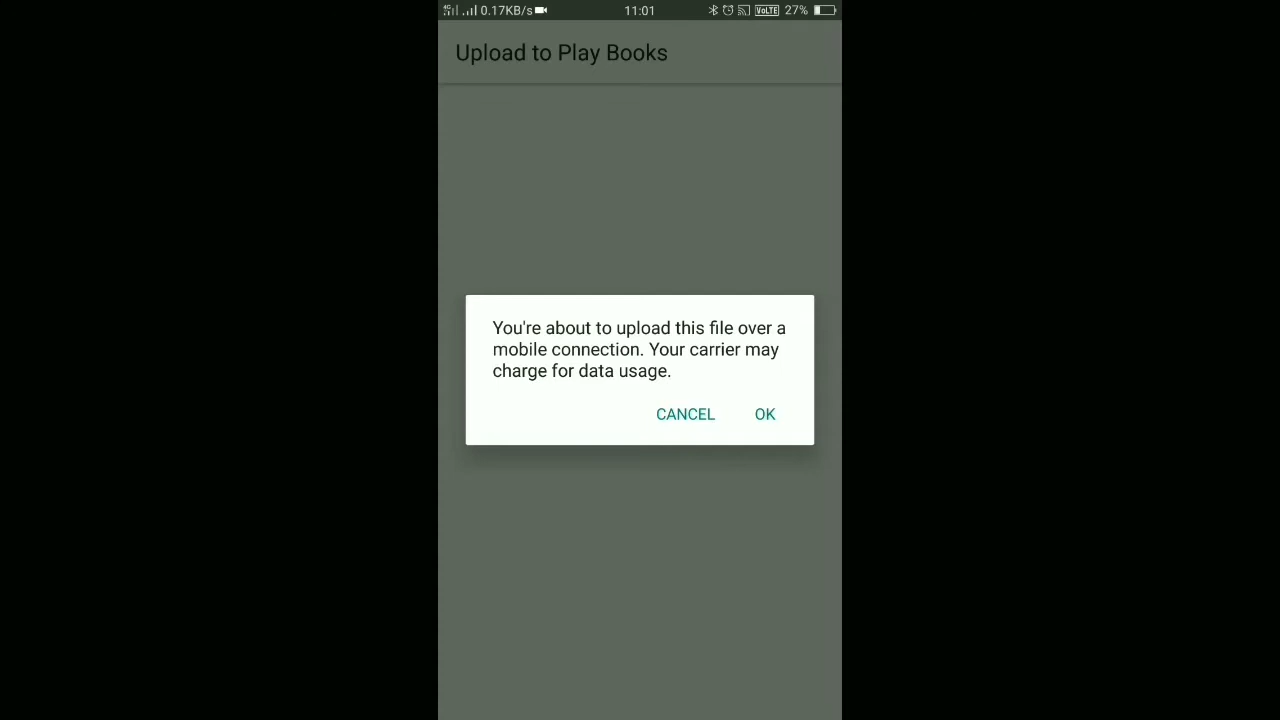 4G 0.17KB/s 11:01 VoLTE 27%
Upload to Play Books
You're about to upload this file over a
mobile connection. Your carrier may
charge for data usage.
CANCEL OK